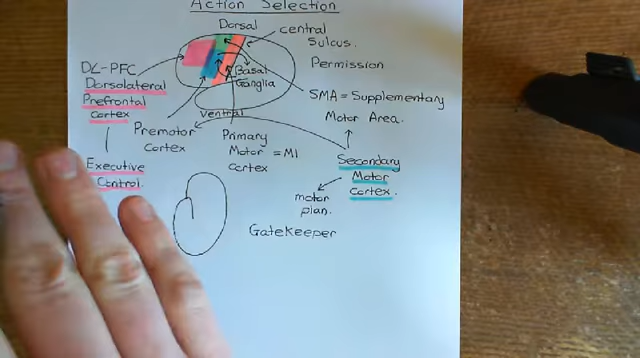 Action Selection
Dorsal
central
Sulcus.
Permission
DL-PFC
Dorsolateral
Prefrontal
cortex
Basal
Ganglia
SMA = Supplementary
Motor Area.
Ventral
Premotor
Cortex
Primary
Motor = M1
Cortex
Secondary
Motor
Cortex.
Executive
Control.
motor
plan.
Gatekeeper